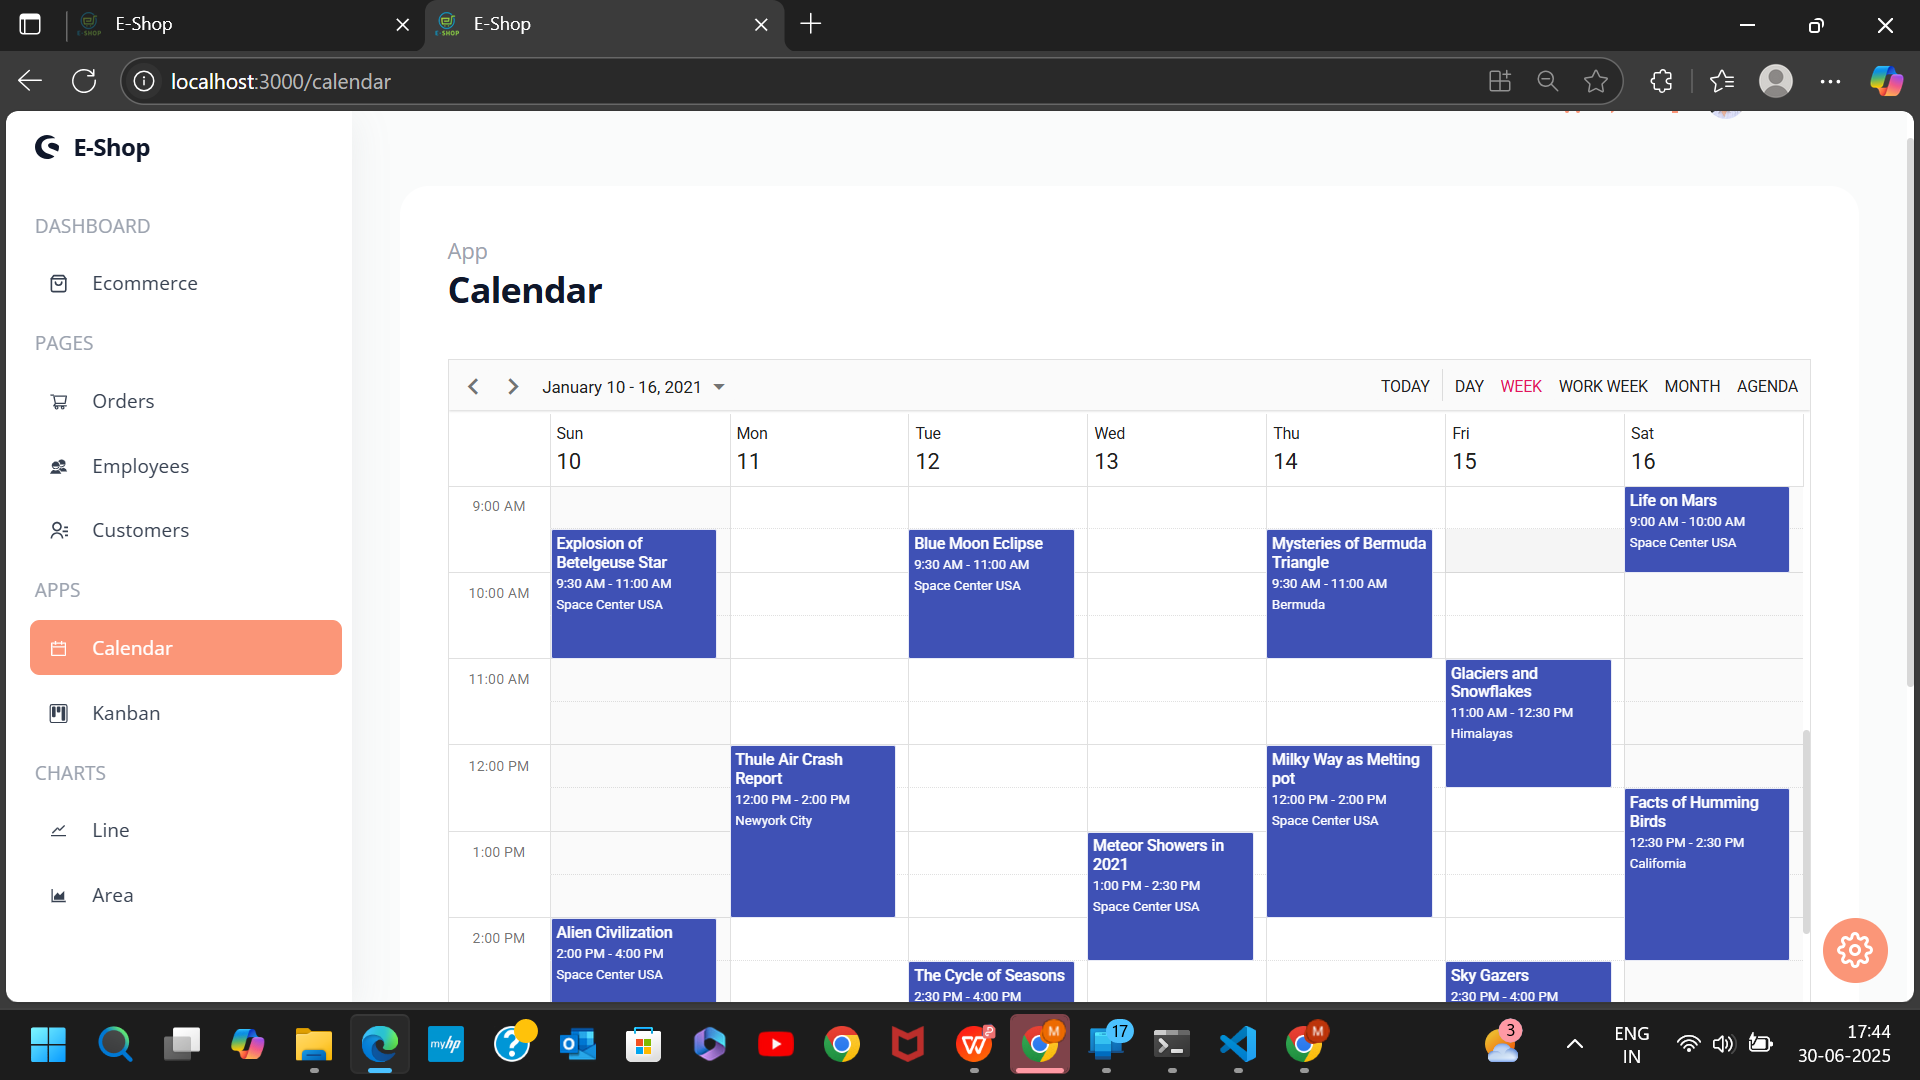 E-Shop
E-Shop
localhost:3000/calendar
E-Shop
DASHBOARD
Ecommerce
PAGES
Orders
Employees
Customers
APPS
Calendar
Kanban
CHARTS
Line
Area
App
Calendar
January 10 - 16, 2021
TODAY DAY WEEK WORK WEEK MONTH AGENDA
Sun Mon Tue Wed Thu Fri Sat
10 11 12 13 14 15 16
9:00 AM
10:00 AM
11:00 AM
12:00 PM
1:00 PM
2:00 PM
Explosion of
Betelgeuse Star
9:30 AM - 11:00 AM
Space Center USA
Alien Civilization
2:00 PM - 4:00 PM
Space Center USA
Thule Air Crash
Report
12:00 PM - 2:00 PM
Newyork City
Blue Moon Eclipse
9:30 AM - 11:00 AM
Space Center USA
The Cycle of Seasons
2:30 PM - 4:00 PM
Meteor Showers in
2021
1:00 PM - 2:30 PM
Space Center USA
Mysteries of Bermuda
Triangle
9:30 AM - 11:00 AM
Bermuda
Milky Way as Melting
pot
12:00 PM - 2:00 PM
Space Center USA
Glaciers and
Snowflakes
11:00 AM - 12:30 PM
Himalayas
Sky Gazers
2:30 PM - 4:00 PM
Life on Mars
9:00 AM - 10:00 AM
Space Center USA
Facts of Humming
Birds
12:30 PM - 2:30 PM
California
myhp
17
M
M
3
ENG
IN
17:44
30-06-2025